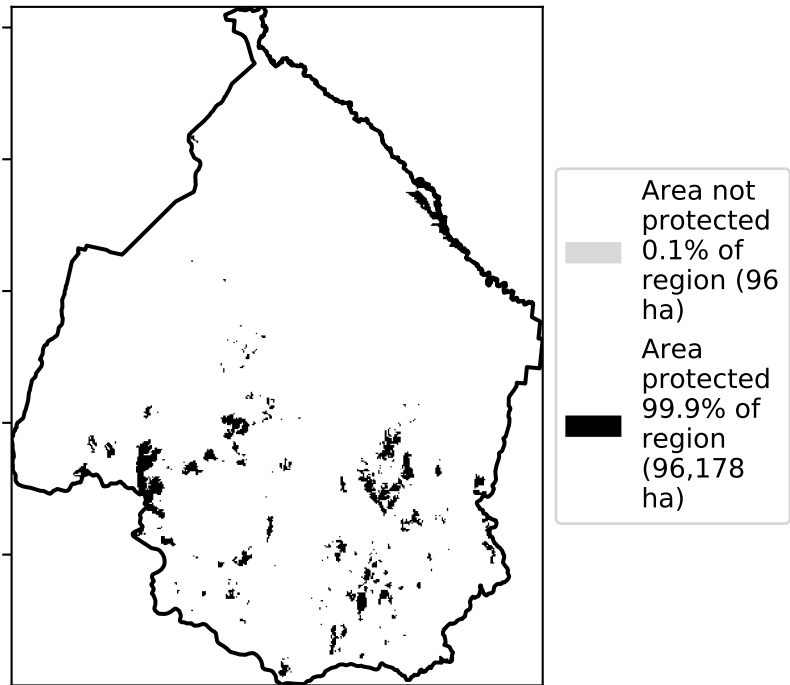 Area not
protected
0.1% of
region (96
ha)
Area
protected
99.9% of
region
(96,178
ha)